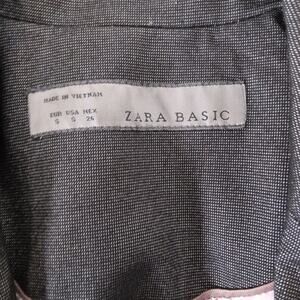 MADE IN VIETNAM
EUR USA MEX
S S 26
ZARA BASIC